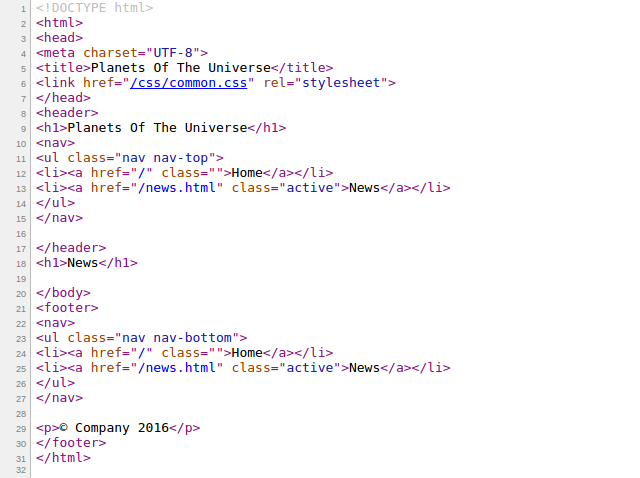 1 <!DOCTYPE html>
2 <html>
3 <head>
4 <meta charset="UTF-8">
5 <title>Planets Of The Universe</title>
6 <link href="/css/common.css" rel="stylesheet">
7 </head>
8 <header>
9 <h1>Planets Of The Universe</h1>
10 <nav>
11 <ul class="nav nav-top">
12 <li><a href="/" class="">Home</a></li>
13 <li><a href="/news.html" class="active">News</a></li>
14 </ul>
15 </nav>
16
17 </header>
18 <h1>News</h1>
19
20 </body>
21 <footer>
22 <nav>
23 <ul class="nav nav-bottom">
24 <li><a href="/" class="">Home</a></li>
25 <li><a href="/news.html" class="active">News</a></li>
26 </ul>
27 </nav>
28
29 <p>© Company 2016</p>
30 </footer>
31 </html>
32